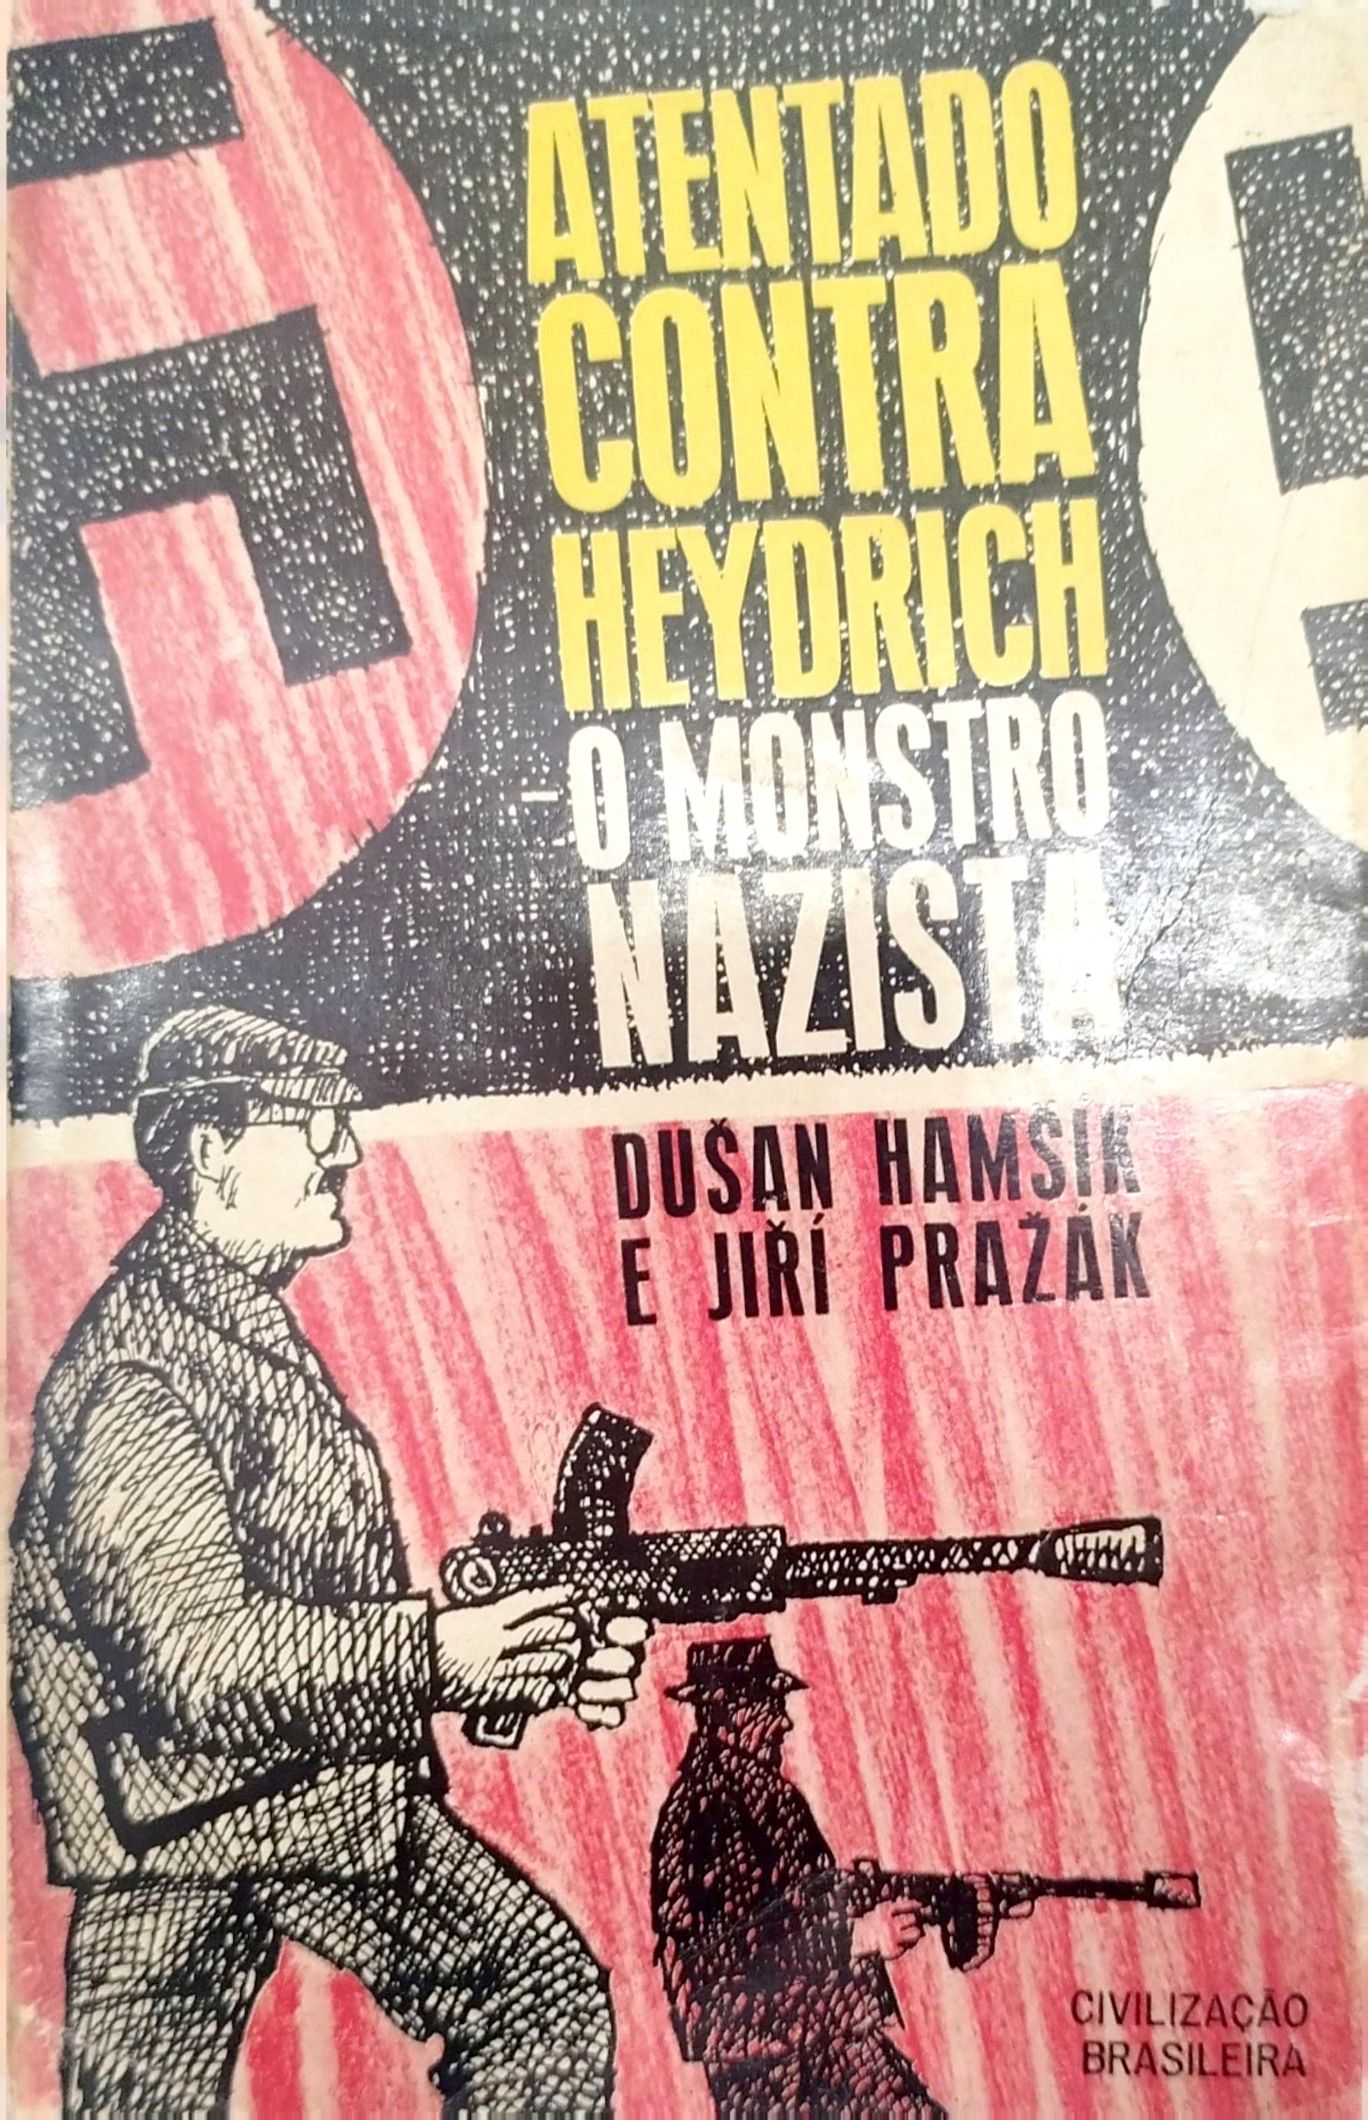 ATENTADO
CONTRA
HEYDRICH
O MONSTRO
NAZISTA
DUŠAN HAMŠÍK
E JIŘÍ PRAŽÁK
CIVILIZAÇÃO
BRASILEIRA